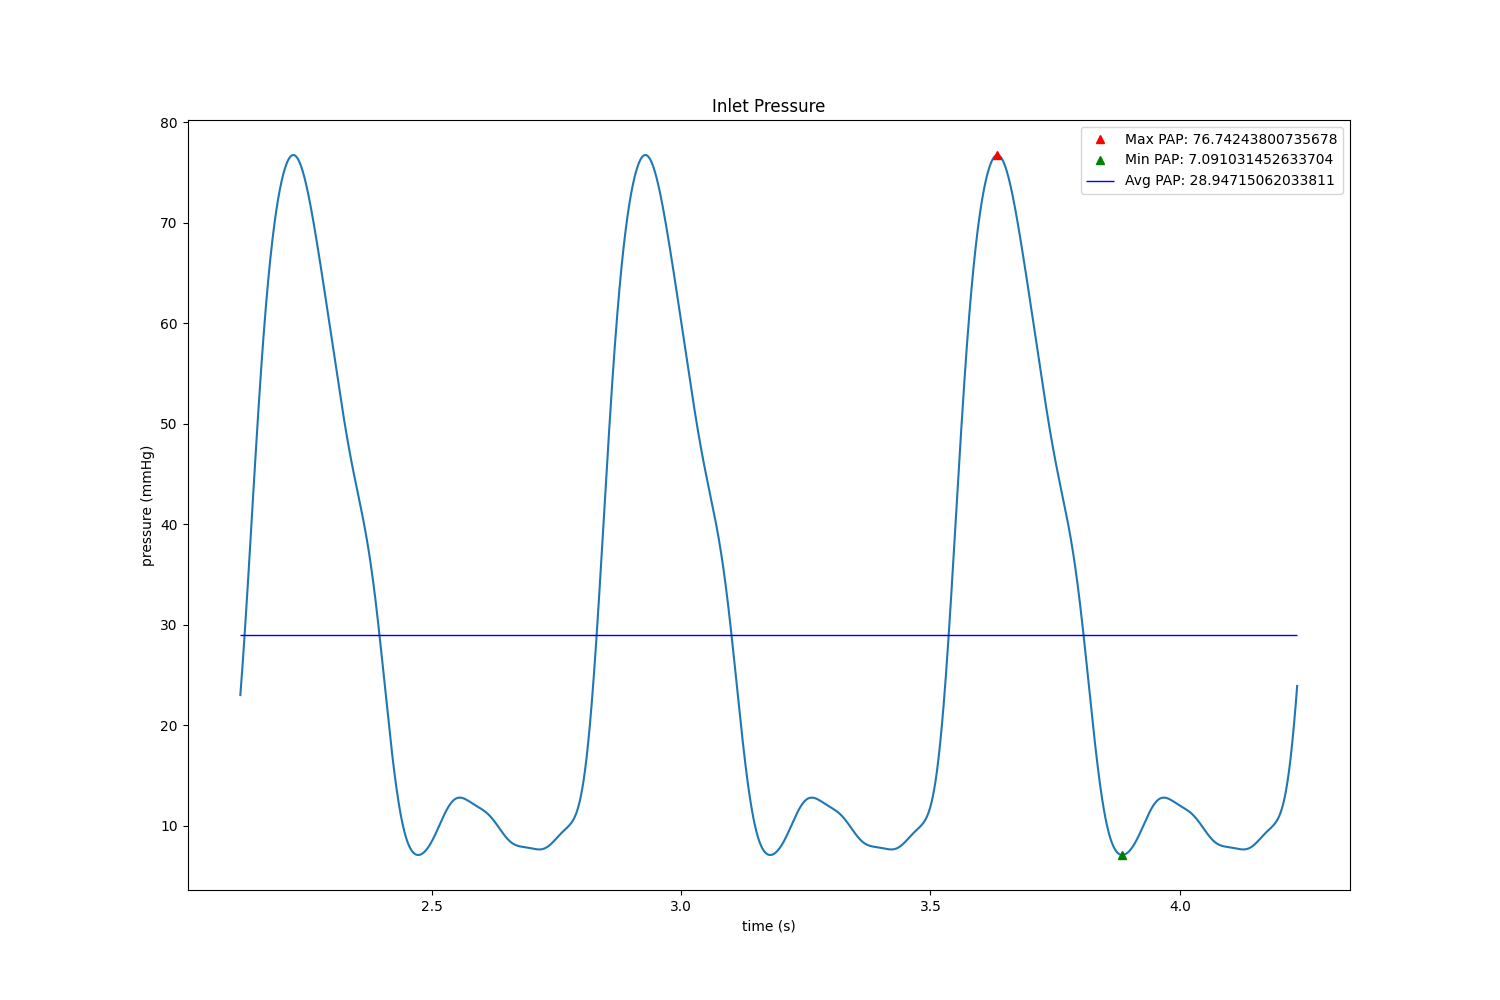 Inlet Pressure
Max PAP: 76.74243800735678
Min PAP: 7.091031452633704
Avg PAP: 28.94715062033811
80
70
60
50
40
30
20
10
pressure (mmHg)
2.5 3.0 3.5 4.0
time (s)